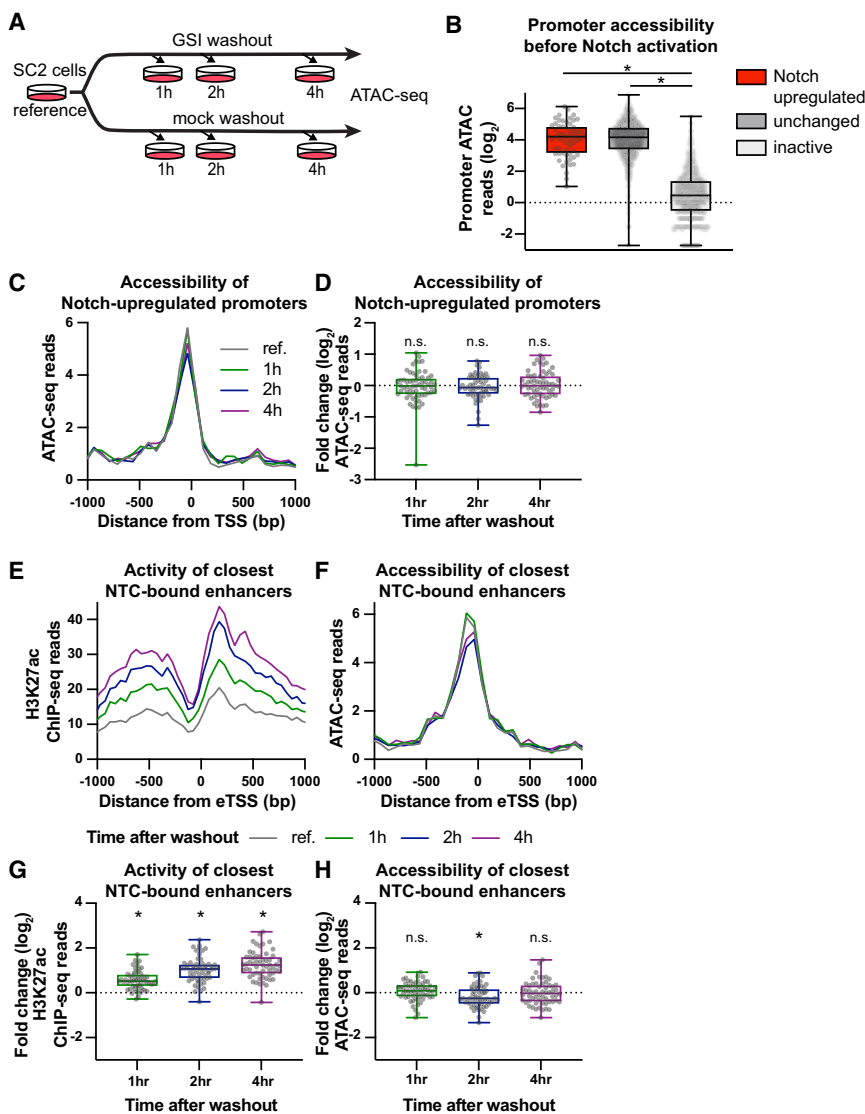 A
GSI washout
SC2 cells
reference
1h
2h
4h
ATAC-seq
mock washout
1h
2h
4h
B
Promoter accessibility
before Notch activation
*
*
Notch
upregulated
unchanged
inactive
Promoter ATAC
reads (log2)
6
4
2
0
-2
C
Accessibility of
Notch-upregulated promoters
ATAC-seq reads
6
4
2
0
ref.
1h
2h
4h
-1000
-500
0
500
1000
Distance from TSS (bp)
D
Accessibility of
Notch-upregulated promoters
Fold change (log2)
ATAC-seq reads
2
1
0
-1
-2
-3
n.s.
n.s.
n.s.
1hr
2hr
4hr
Time after washout
E
Activity of closest
NTC-bound enhancers
H3K27ac
ChIP-seq reads
40
30
20
10
0
-1000
-500
0
500
1000
Distance from eTSS (bp)
F
Accessibility of closest
NTC-bound enhancers
ATAC-seq reads
6
4
2
0
-1000
-500
0
500
1000
Distance from eTSS (bp)
Time after washout ref. 1h 2h 4h
G
Activity of closest
NTC-bound enhancers
Fold change (log2)
H3K27ac
ChIP-seq reads
4
2
0
-2
*
*
*
1hr
2hr
4hr
Time after washout
H
Accessibility of closest
NTC-bound enhancers
Fold change (log2)
ATAC-seq reads
4
2
0
-2
n.s.
*
n.s.
1hr
2hr
4hr
Time after washout